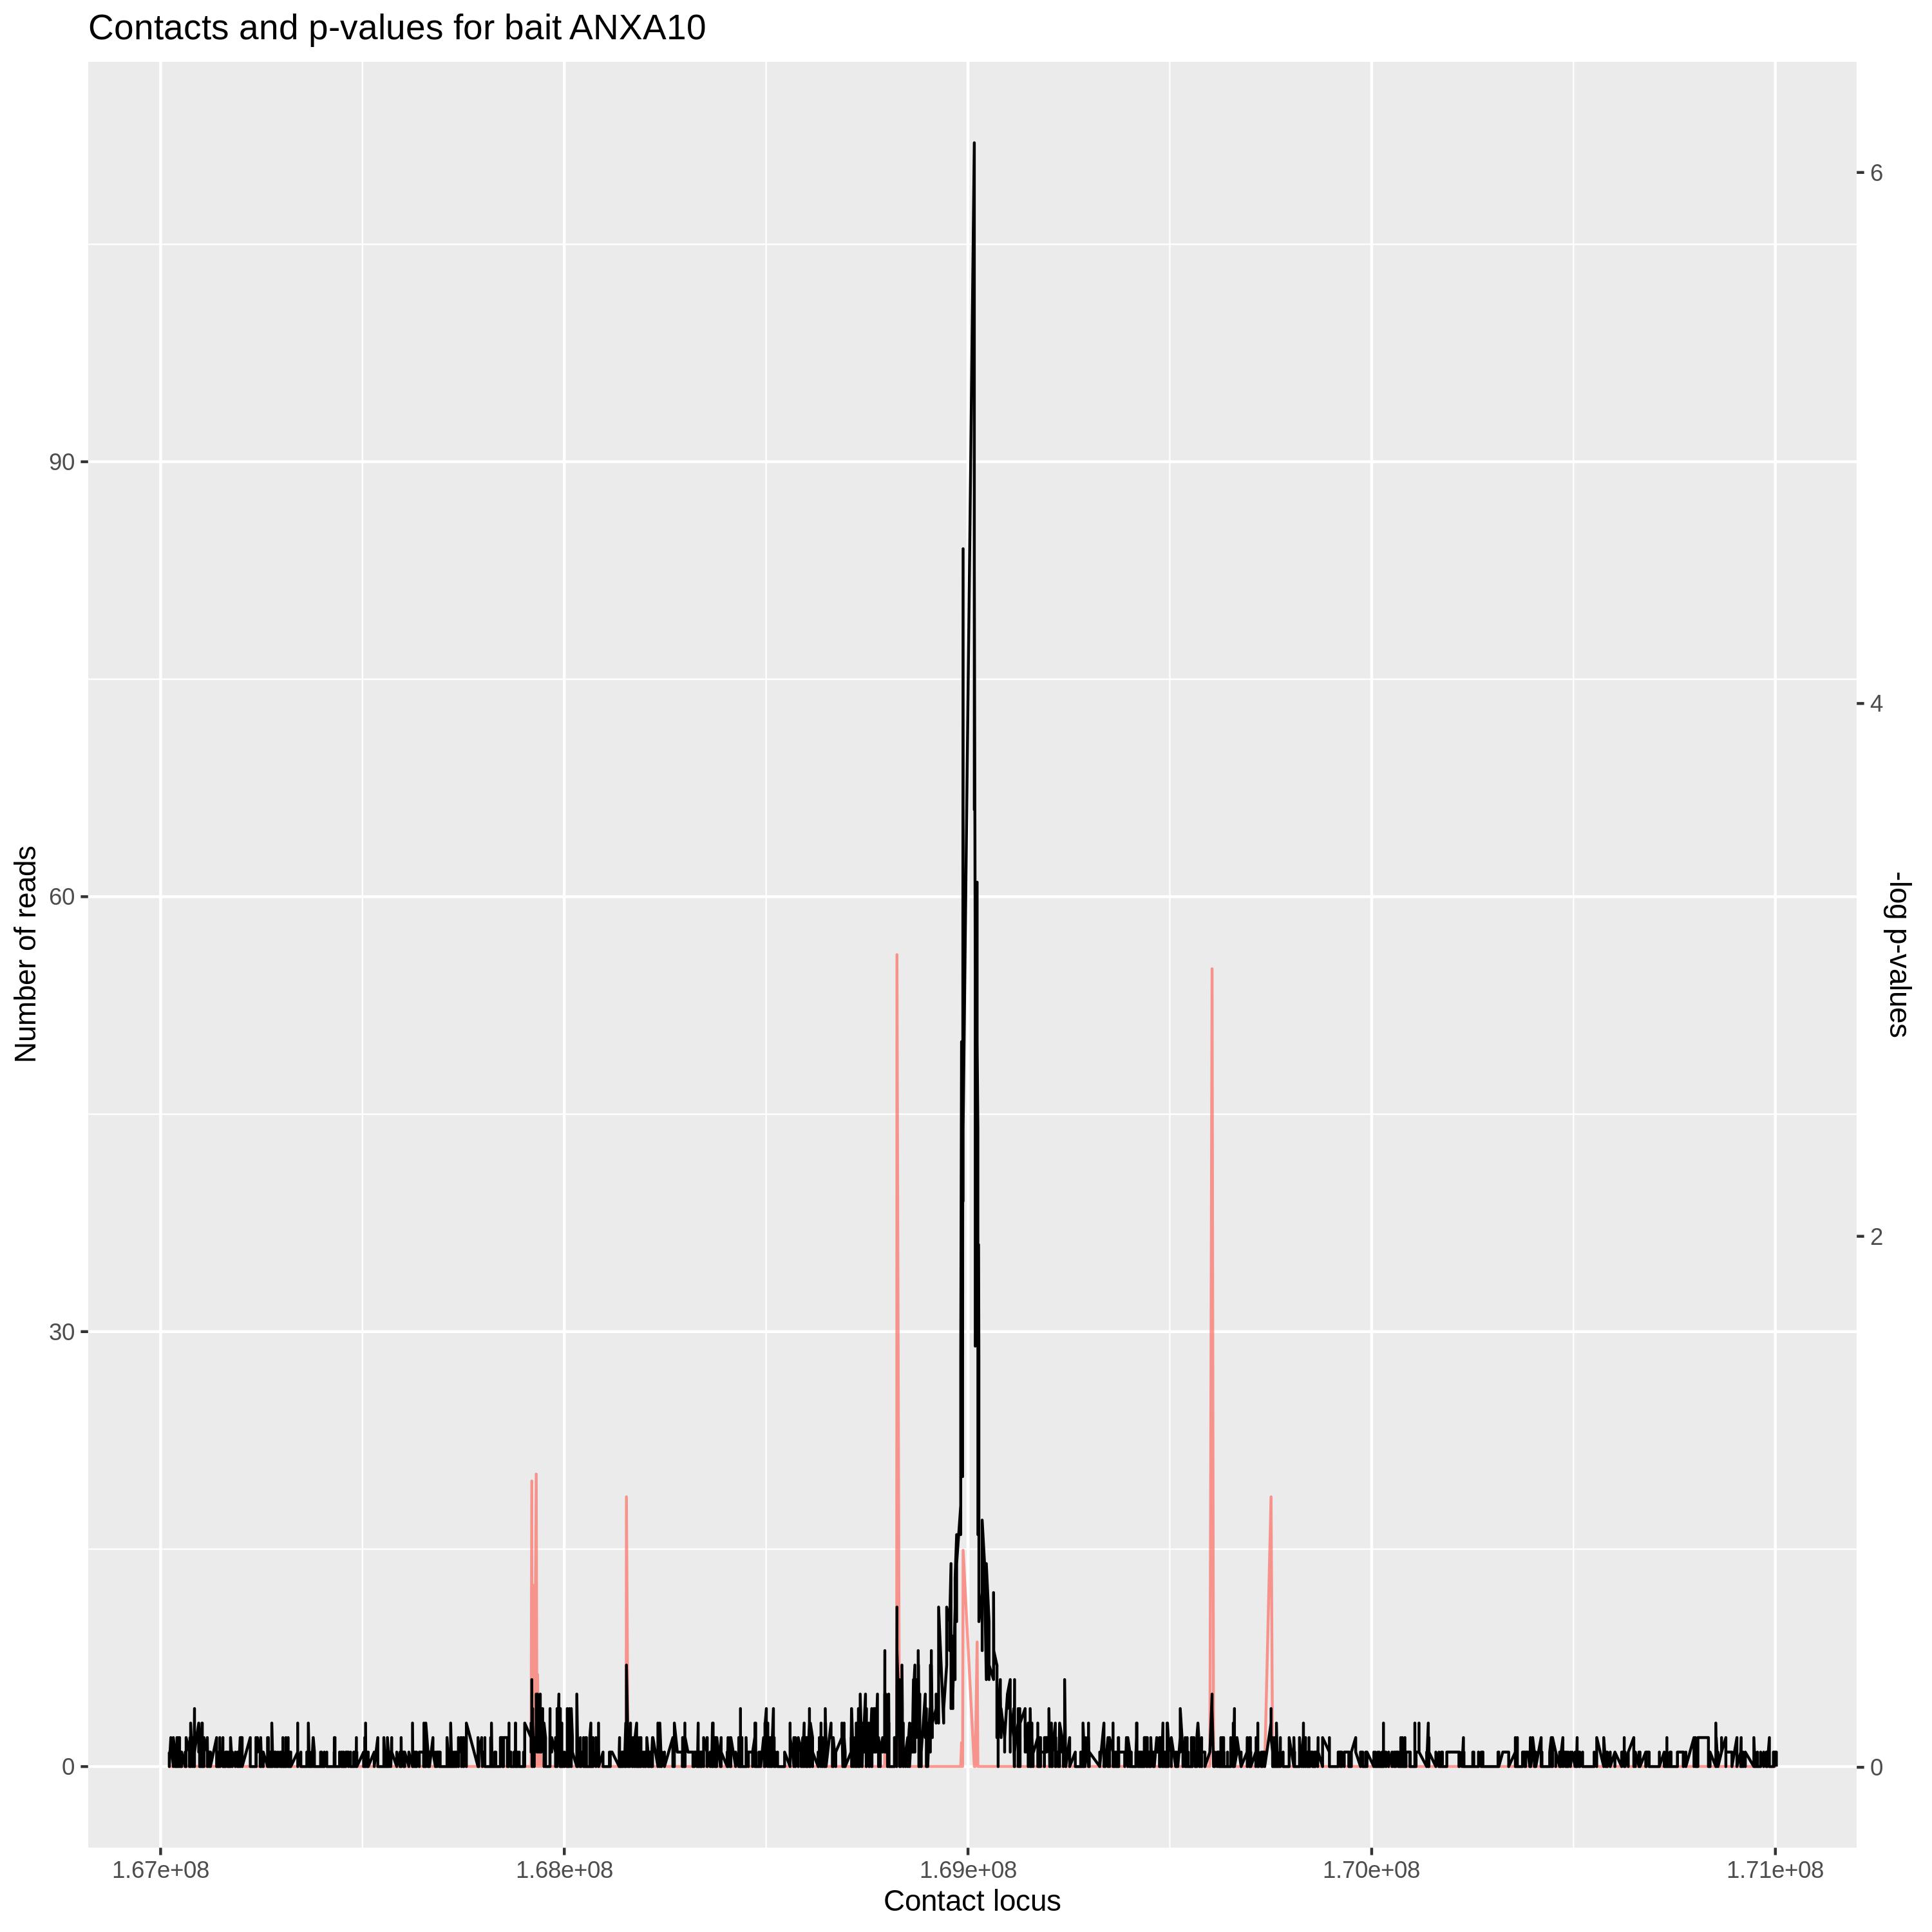 Contacts and p-values for bait ANXA10
6
90
4
60
Number of reads
-log p-values
2
30
0
0
1.67e+08 1.68e+08 1.69e+08 1.70e+08 1.71e+08
Contact locus